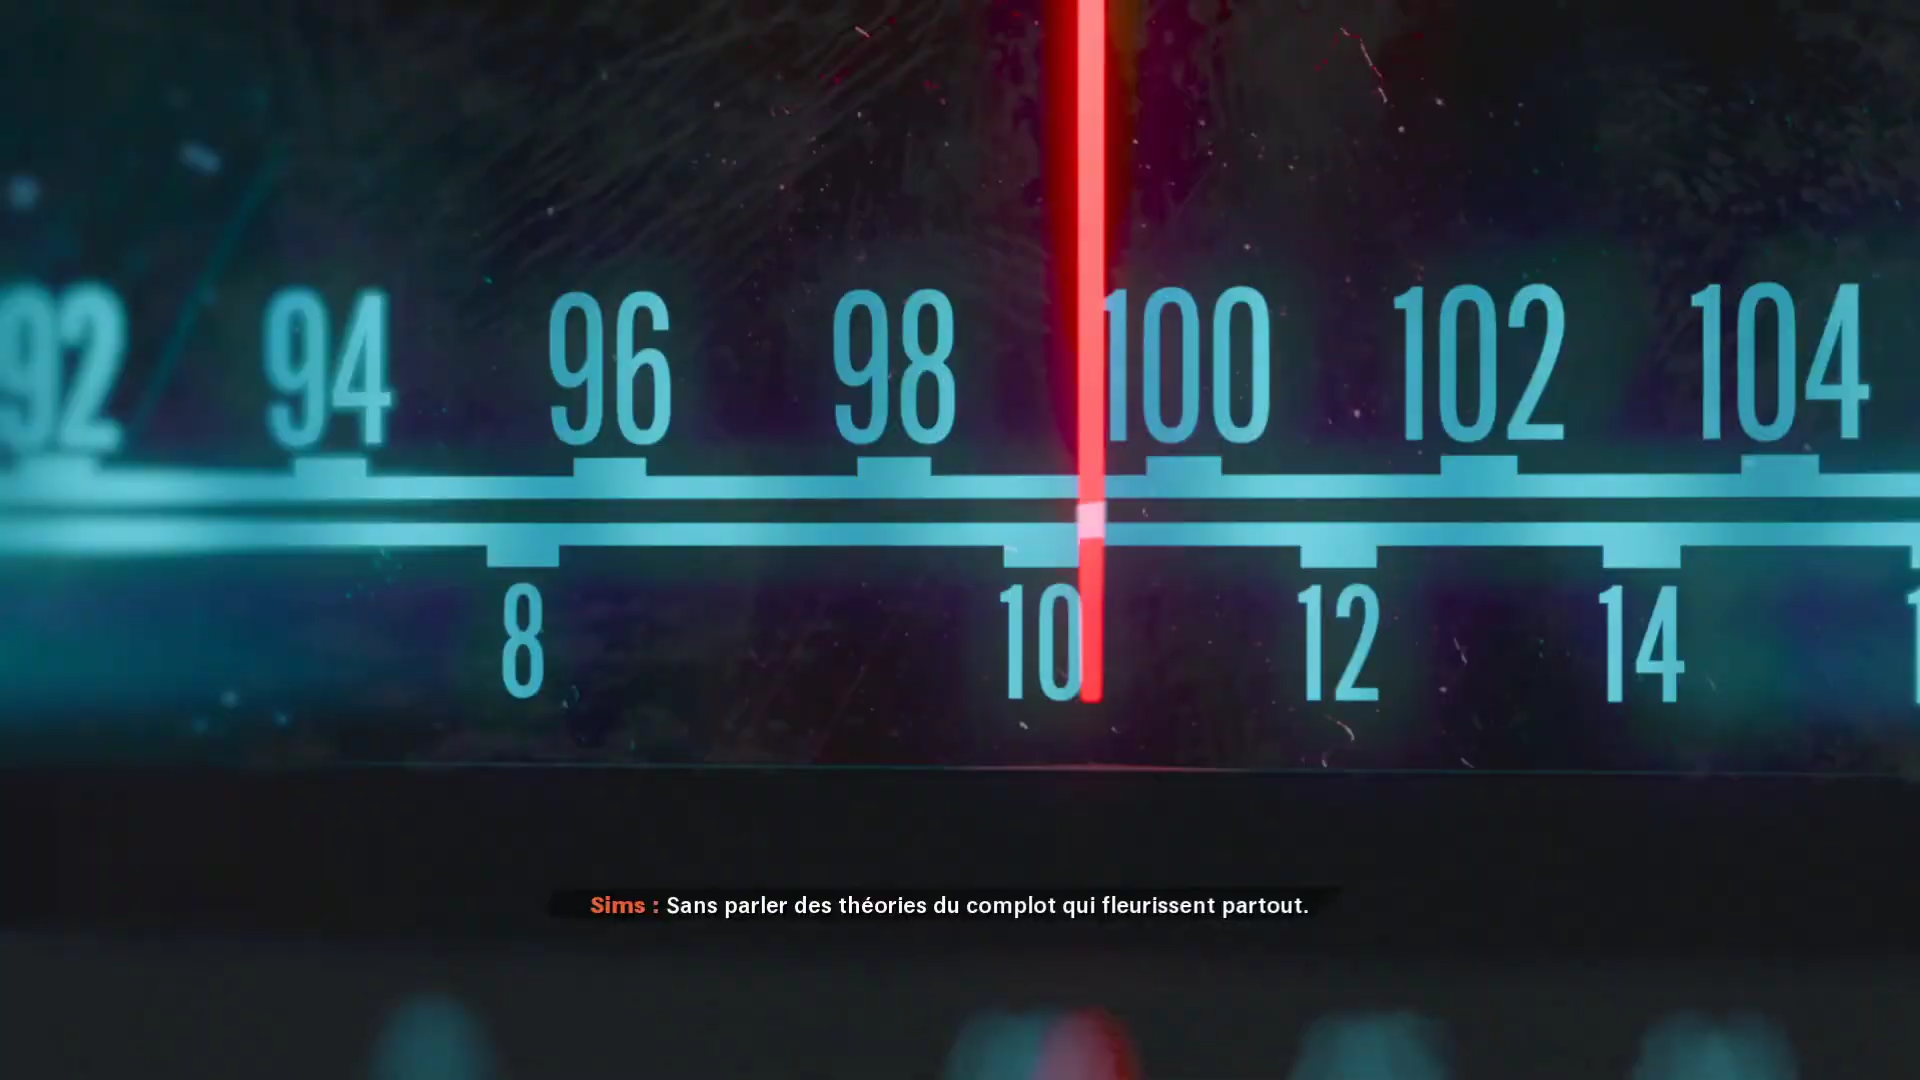 92 94 96 98 100 102 104
8 10 12 14
Sims : Sans parler des théories du complot qui fleurissent partout.